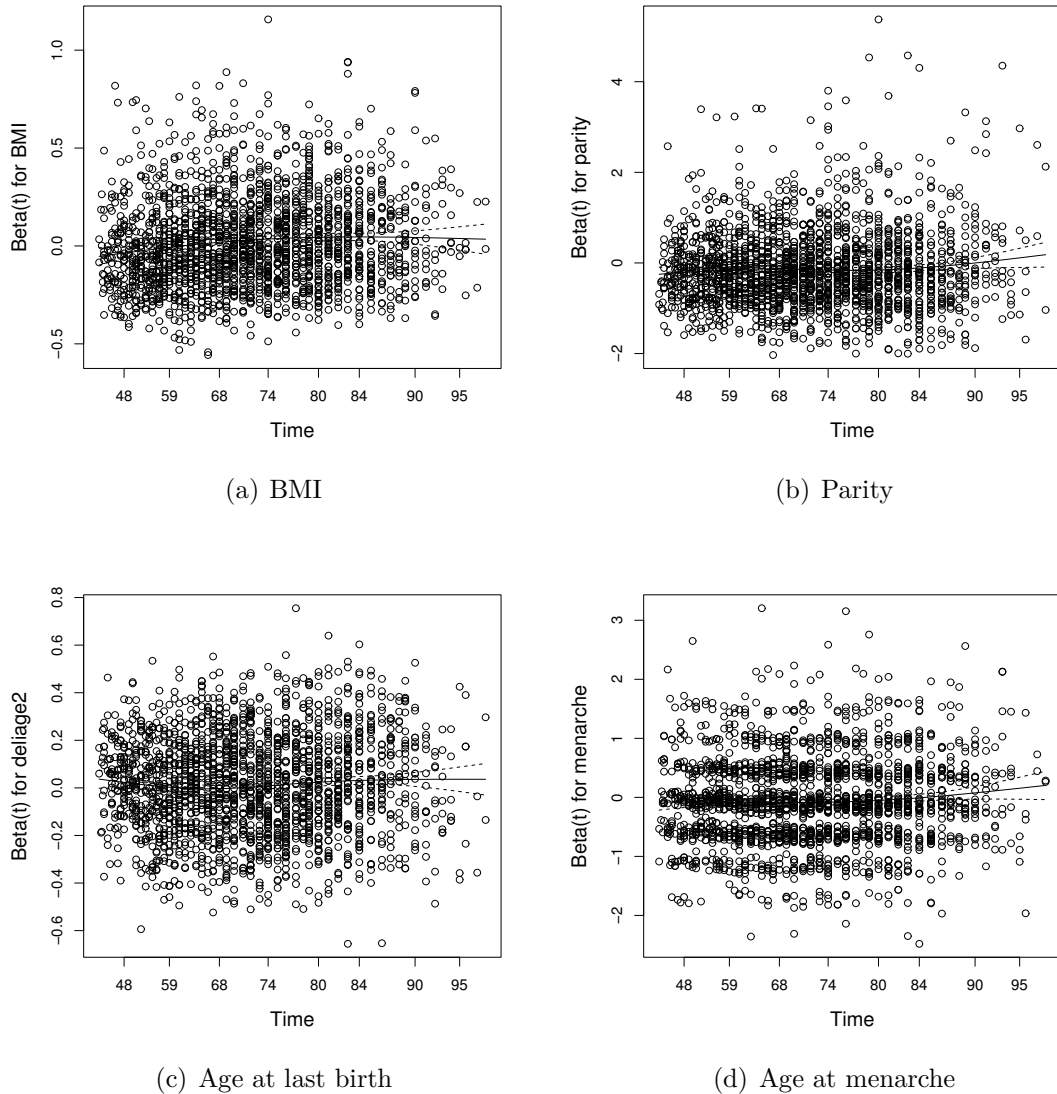 Beta(t) for BMI
1.0
0.5
0.0
−0.5
48 59 68 74 80 90 95
Time
(a) BMI
Beta(t) for parity
4
2
0
−2
48 59 68 74 80 90 95
Time
(b) Parity
Beta(t) for deliage2
0.8
0.6
0.4
0.2
0.0
−0.2
−0.4
−0.6
48 59 68 74 80 90 95
Time
(c) Age at last birth
Beta(t) for menarche
3
2
1
0
−1
−2
48 59 68 74 80 90 95
Time
(d) Age at menarche